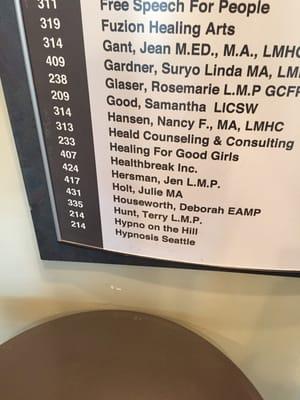 311 Free Speech For People
319 Fuzion Healing Arts
314 Gant, Jean M.ED., M.A., LMHC
409 Gardner, Suryo Linda MA,
238 Glaser, Rosemarie L.M.P GCFP
209 Good, Samantha LICSW
314 Hansen, Nancy F., MA, LMHC
313 Heald Counseling & Consulting
233 Healing For Good Girls
407 Healthbreak Inc.
424 Hersman, Jen L.M.P.
417 Holt, Julie MA
431 Houseworth, Deborah EAMP
335 Hunt, Terry L.M.P.
214 Hypno on the Hill
214 Hypnosis Seattle